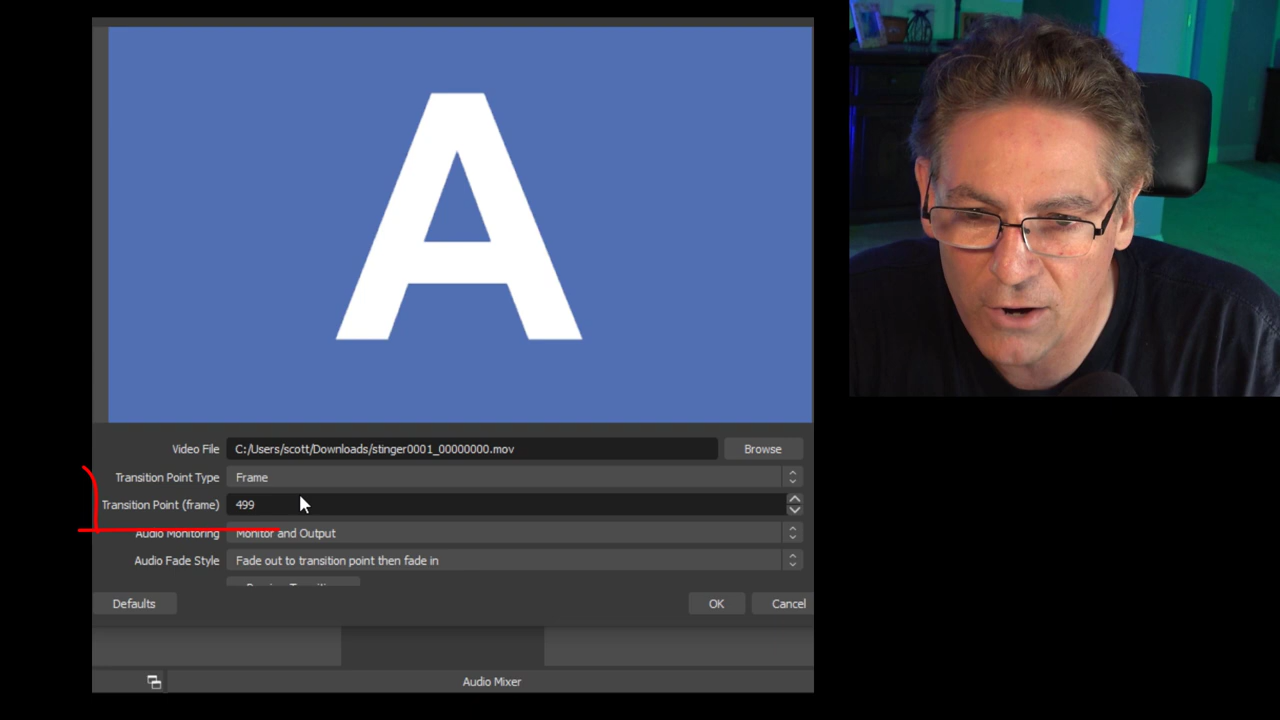 A
Video File C:/Users/scott/Downloads/stinger0001_00000000.mov Browse
Transition Point Type Frame
Transition Point (frame) 499
Audio Monitoring Monitor and Output
Audio Fade Style Fade out to transition point then fade in
Defaults OK Cancel
Audio Mixer